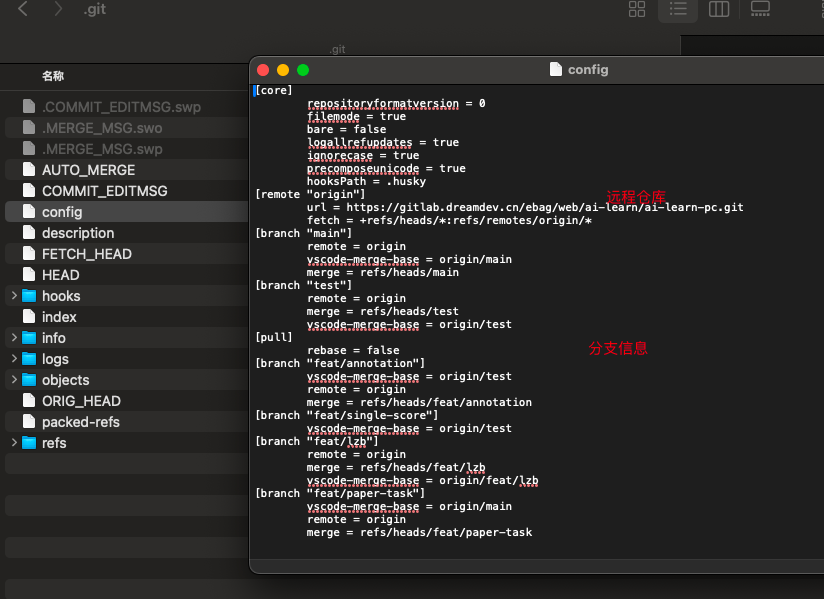 .git
.git
名称
.COMMIT_EDITMSG.swp
.MERGE_MSG.swo
.MERGE_MSG.swp
AUTO_MERGE
COMMIT_EDITMSG
config
description
FETCH_HEAD
HEAD
hooks
index
info
logs
objects
ORIG_HEAD
packed-refs
refs
config
[core]
repositoryformatversion = 0
filemode = true
bare = false
logallrefupdates = true
ignorecase = true
precomposeunicode = true
hooksPath = .husky
[remote "origin"]
远程仓库
url = https://gitlab.dreamdev.cn/ebag/web/ai-learn/ai-learn-pc.git
fetch = +refs/heads/*:refs/remotes/origin/*
[branch "main"]
remote = origin
vscode-merge-base = origin/main
merge = refs/heads/main
[branch "test"]
remote = origin
merge = refs/heads/test
vscode-merge-base = origin/test
[pull]
rebase = false
分支信息
[branch "feat/annotation"]
vscode-merge-base = origin/test
remote = origin
merge = refs/heads/feat/annotation
[branch "feat/single-score"]
vscode-merge-base = origin/test
[branch "feat/lzb"]
remote = origin
merge = refs/heads/feat/lzb
vscode-merge-base = origin/feat/lzb
[branch "feat/paper-task"]
vscode-merge-base = origin/main
remote = origin
merge = refs/heads/feat/paper-task